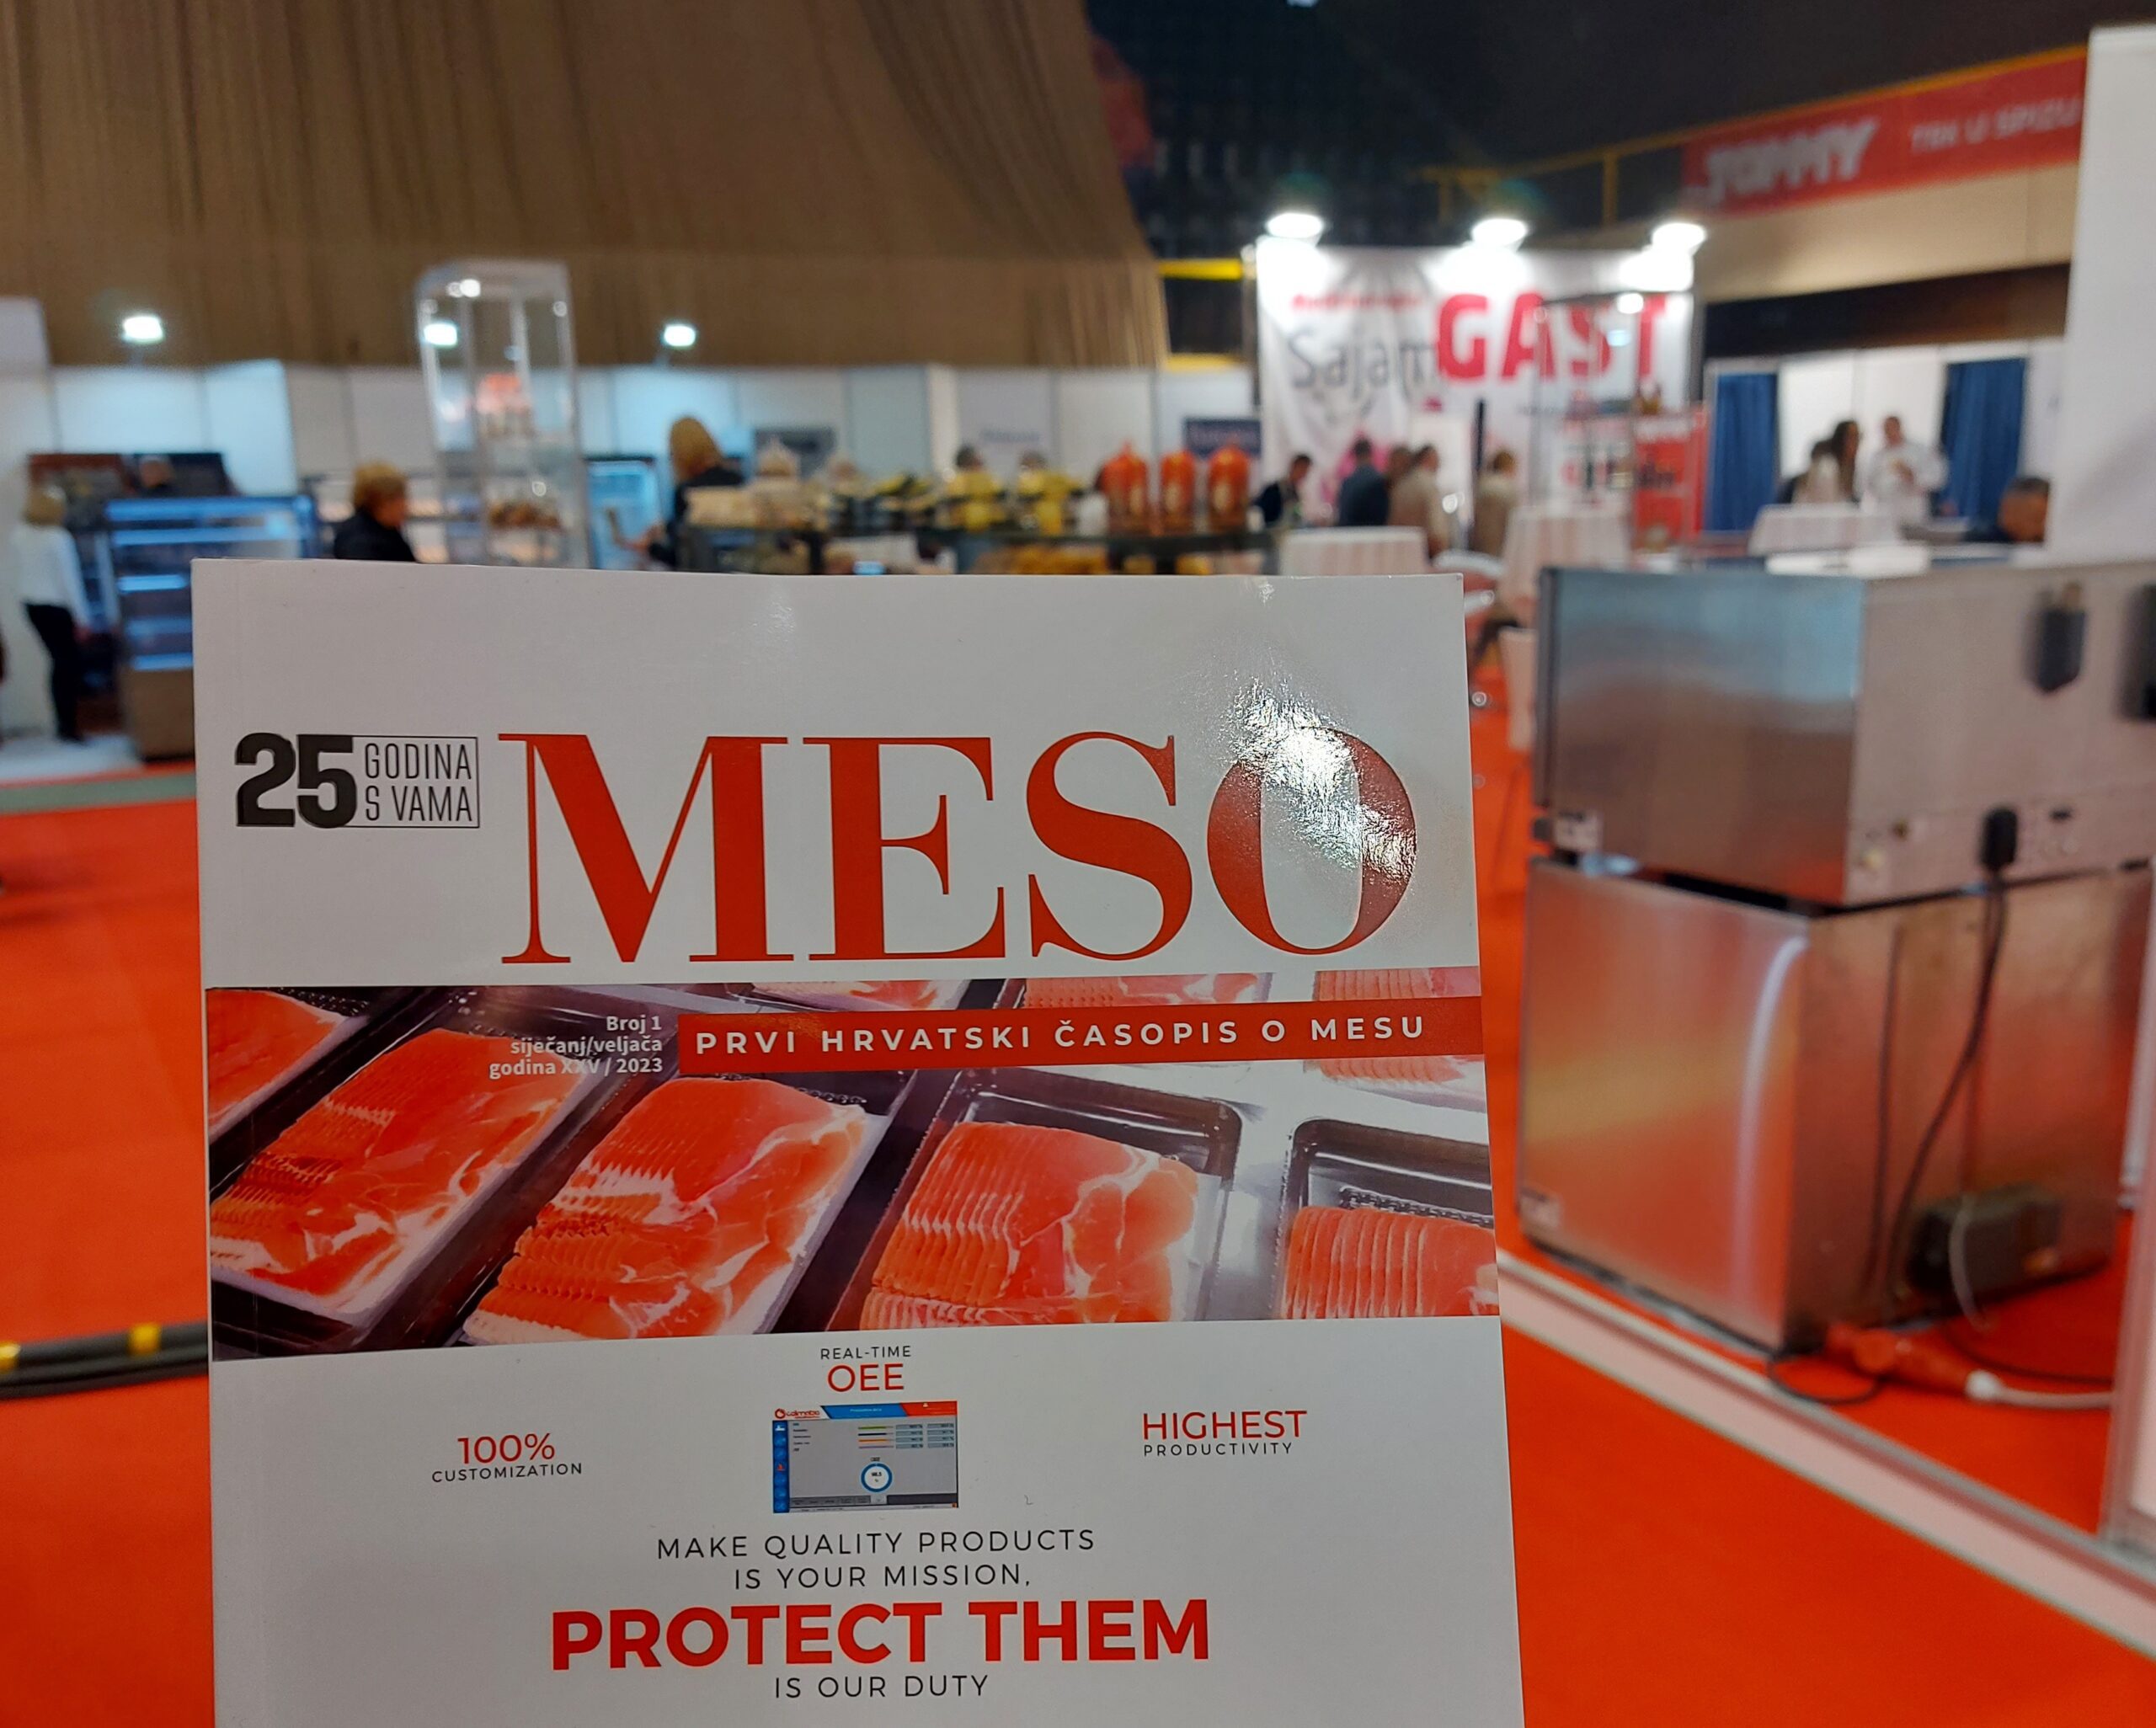 TOMMY
Sajam GAST
25 GODINA
S VAMA
MESO
Broj 1
siječanj/veljača
godina XXV / 2023
PRVI HRVATSKI ČASOPIS O MESU
REAL-TIME
OEE
100%
CUSTOMIZATION
HIGHEST
PRODUCTIVITY
MAKE QUALITY PRODUCTS
IS YOUR MISSION,
PROTECT THEM
IS OUR DUTY